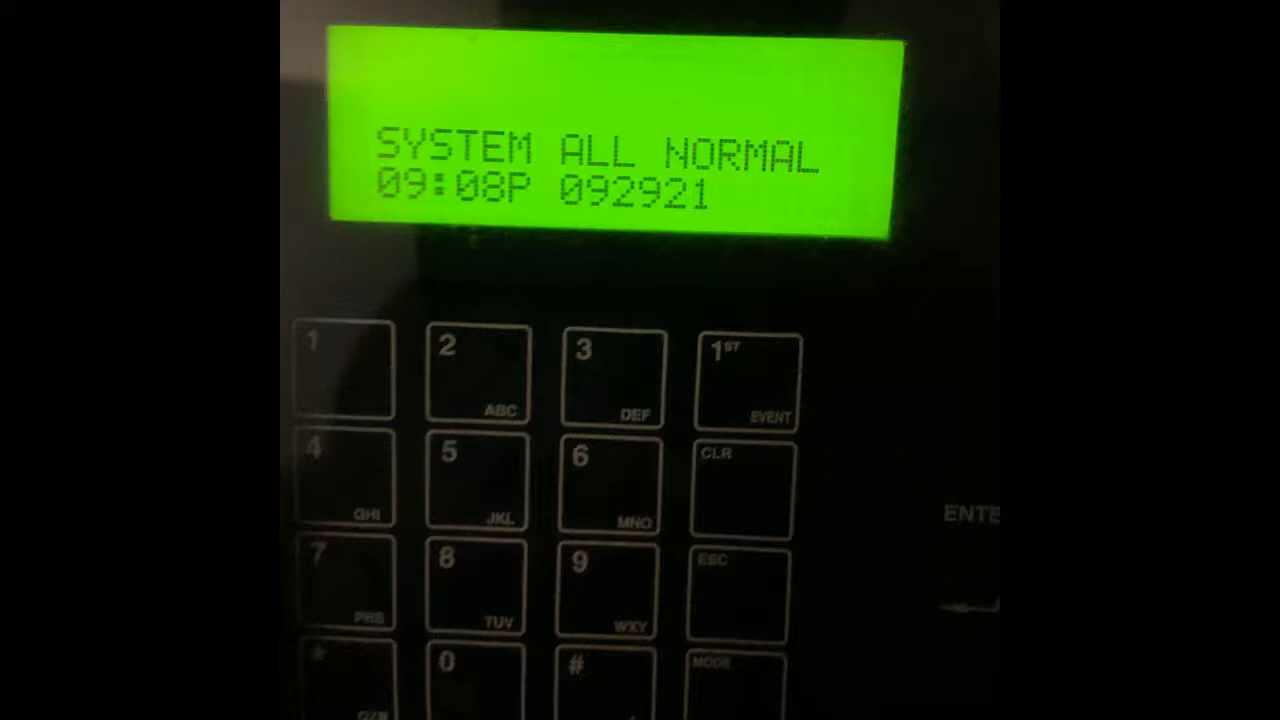 SYSTEM ALL NORMAL
09:08P 092921
1
2 ABC
3 DEF
1ST EVENT
4 GHI
5 JKL
6 MNO
CLR
ENTE
7 PRS
8 TUV
9 WXY
ESC
*
0
#
MODE